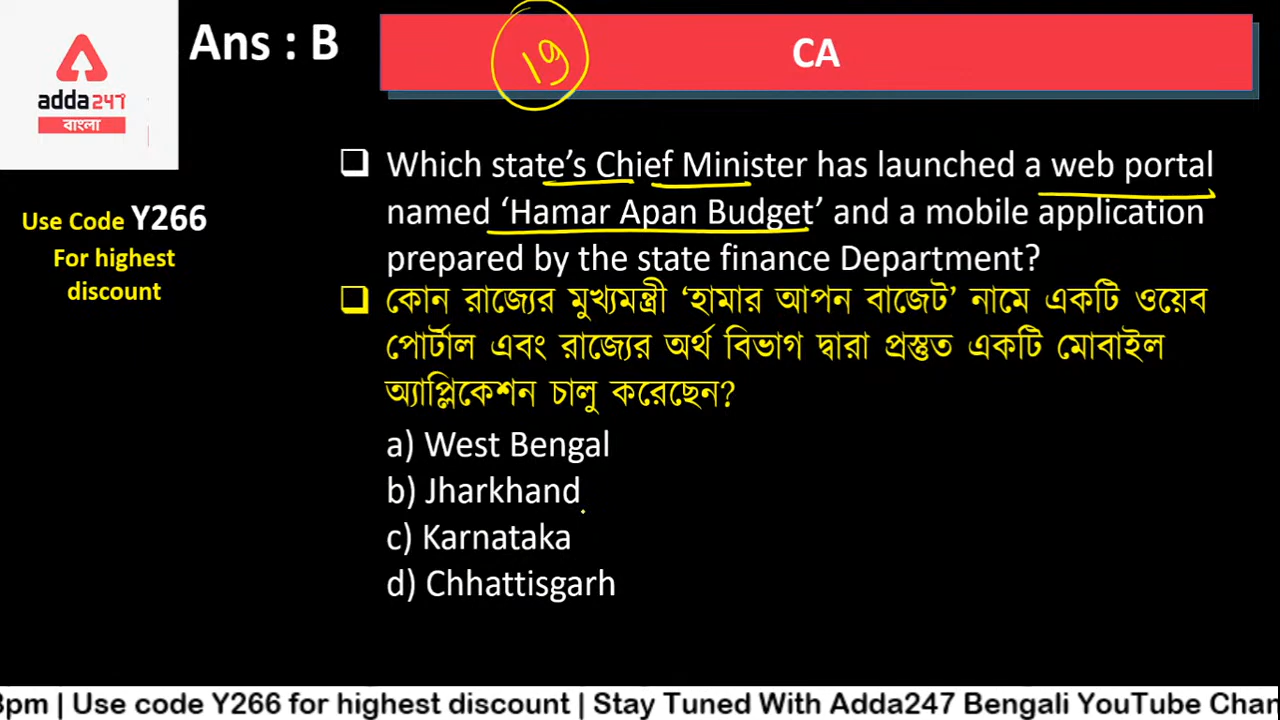 Ans : B
19
CA
adda247
বাংলা
Use Code Y266
For highest
discount
Which state's Chief Minister has launched a web portal
named ‘Hamar Apan Budget’ and a mobile application
prepared by the state finance Department?
কোন রাজ্যের মুখ্যমন্ত্রী ‘হামার আপন বাজেট’ নামে একটি ওয়েব
পোর্টাল এবং রাজ্যের অর্থ বিভাগ দ্বারা প্রস্তুত একটি মোবাইল
অ্যাপ্লিকেশন চালু করেছেন?
a) West Bengal
b) Jharkhand
c) Karnataka
d) Chhattisgarh
3pm | Use code Y266 for highest discount | Stay Tuned With Adda247 Bengali YouTube Chan